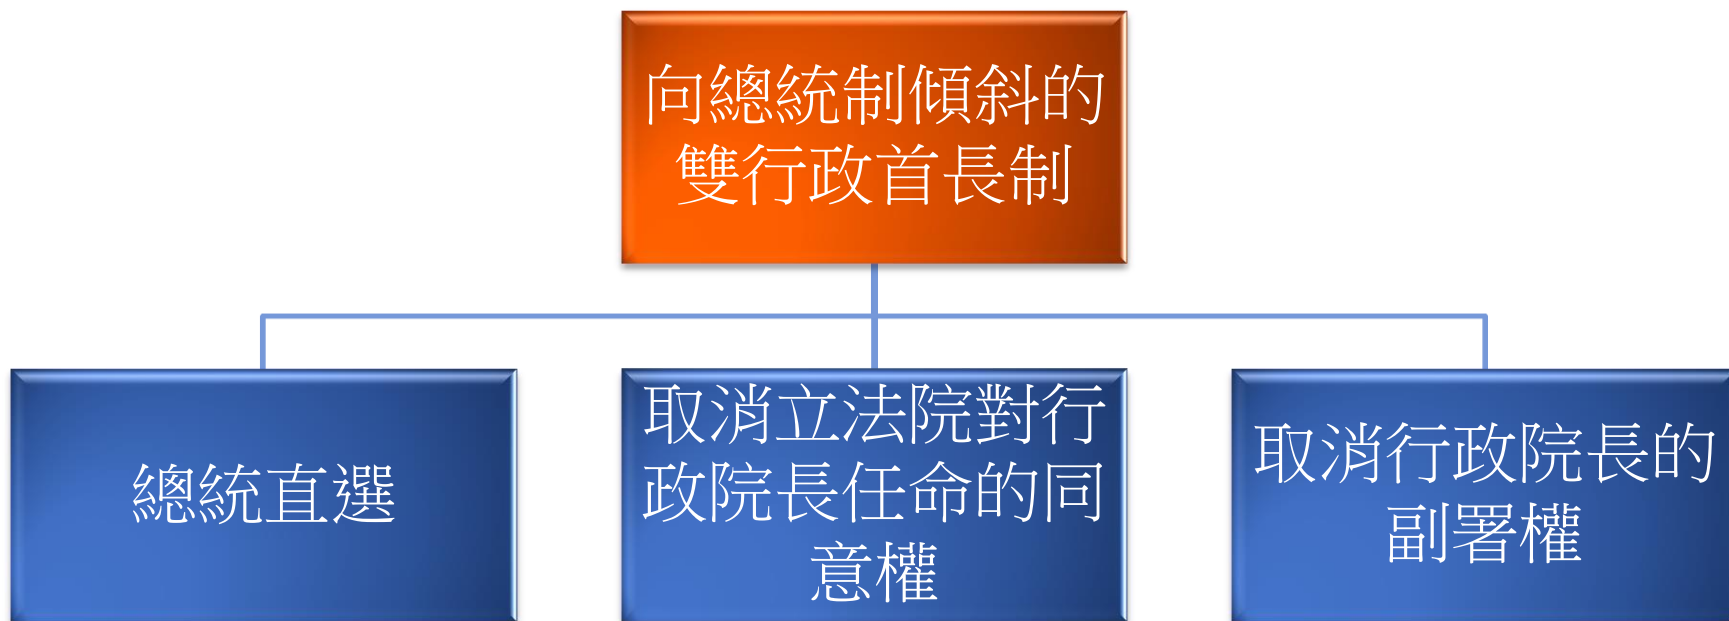 向總統制傾斜的
雙行政首長制
總統直選
取消立法院對行
政院長任命的同
意權
取消行政院長的
副署權